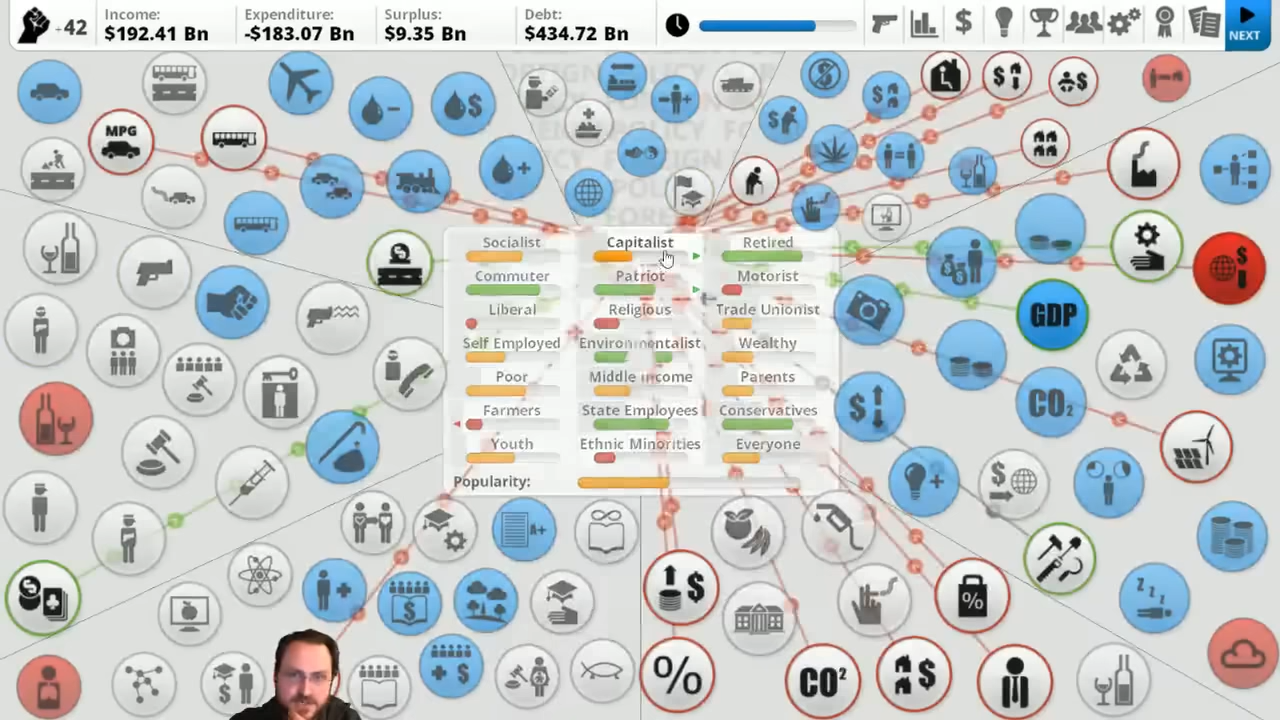 +42
Income:
$192.41 Bn
Expenditure:
-$183.07 Bn
Surplus:
$9.35 Bn
Debt:
$434.72 Bn
NEXT
MPG
FOREIGN POLICY
Socialist
Capitalist
Retired
Commuter
Patriot
Motorist
Liberal
Religious
Trade Unionist
Self Employed
Environmentalist
Wealthy
Poor
Middle Income
Parents
Farmers
State Employees
Conservatives
Youth
Ethnic Minorities
Everyone
Popularity:
GDP
CO₂
A+
%
CO²